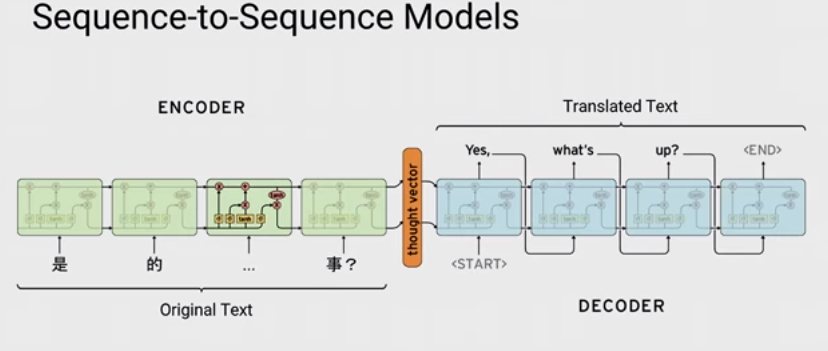 Sequence-to-Sequence Models
ENCODER
Translated Text
Yes, what's up? <END>
thought vector
tanh
是 的 ... 事?
<START>
Original Text
DECODER